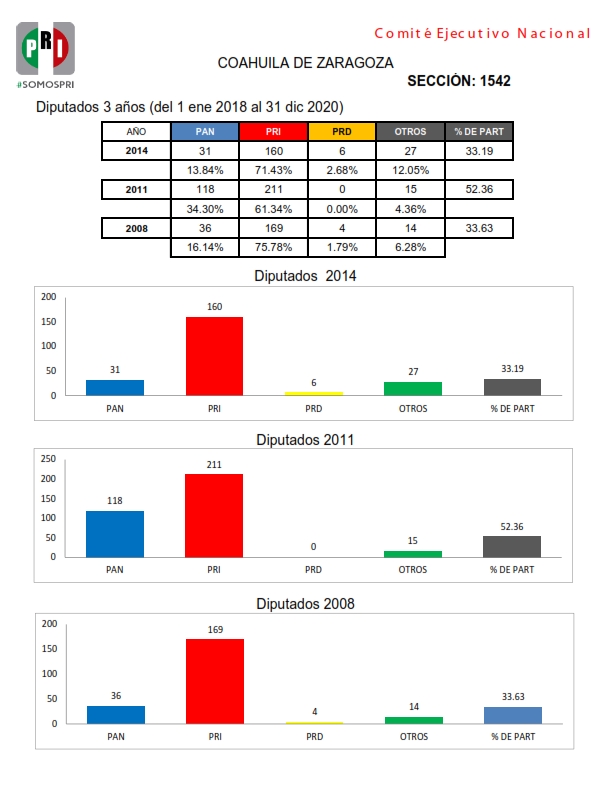 Comité Ejecutivo Nacional
PRI
#SOMOSPRI
COAHUILA DE ZARAGOZA
SECCIÓN: 1542
Diputados 3 años (del 1 ene 2018 al 31 dic 2020)
AÑO PAN PRI PRD OTROS % DE PART
2014 31 160 6 27 33.19
13.84% 71.43% 2.68% 12.05%
2011 118 211 0 15 52.36
34.30% 61.34% 0.00% 4.36%
2008 36 169 4 14 33.63
16.14% 75.78% 1.79% 6.28%
Diputados 2014
200
150
100
50
0
31 160 6 27 33.19
PAN PRI PRD OTROS % DE PART
Diputados 2011
250
200
150
100
50
0
118 211 0 15 52.36
PAN PRI PRD OTROS % DE PART
Diputados 2008
200
150
100
50
0
36 169 4 14 33.63
PAN PRI PRD OTROS % DE PART